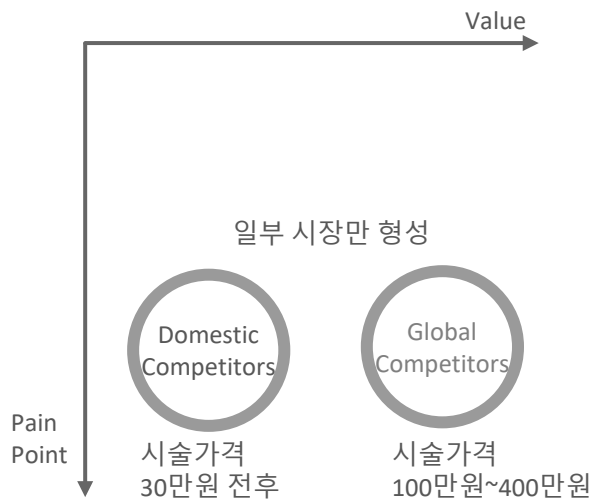 Value
일부 시장만 형성
Domestic
Competitors
Global
Competitors
Pain
Point
시술가격
30만원 전후
시술가격
100만원~400만원